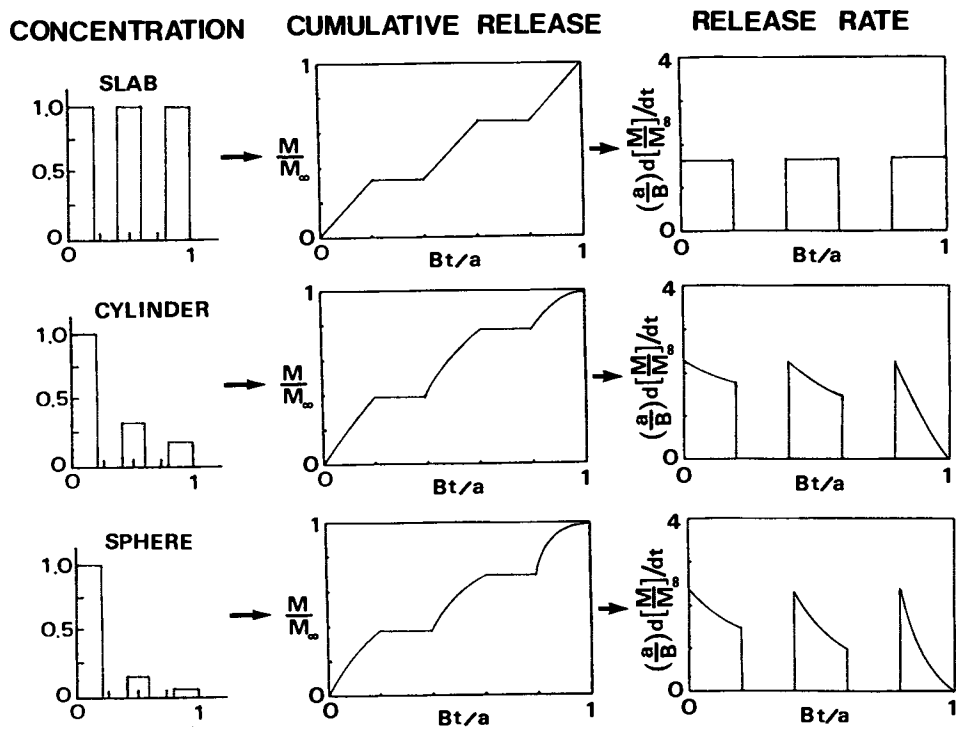 CONCENTRATION CUMULATIVE RELEASE RELEASE RATE
SLAB
1.0
0.5
0
0 1
M/M∞
1
0
0 1
Bt/a
(a/B)d[M/M∞]/dt
4
0
0 1
Bt/a
CYLINDER
1.0
0.5
0
0 1
M/M∞
1
0
0 1
Bt/a
(a/B)d[M/M∞]/dt
4
0
0 1
Bt/a
SPHERE
1.0
0.5
0
0 1
M/M∞
1
0
0 1
Bt/a
(a/B)d[M/M∞]/dt
4
0
0 1
Bt/a